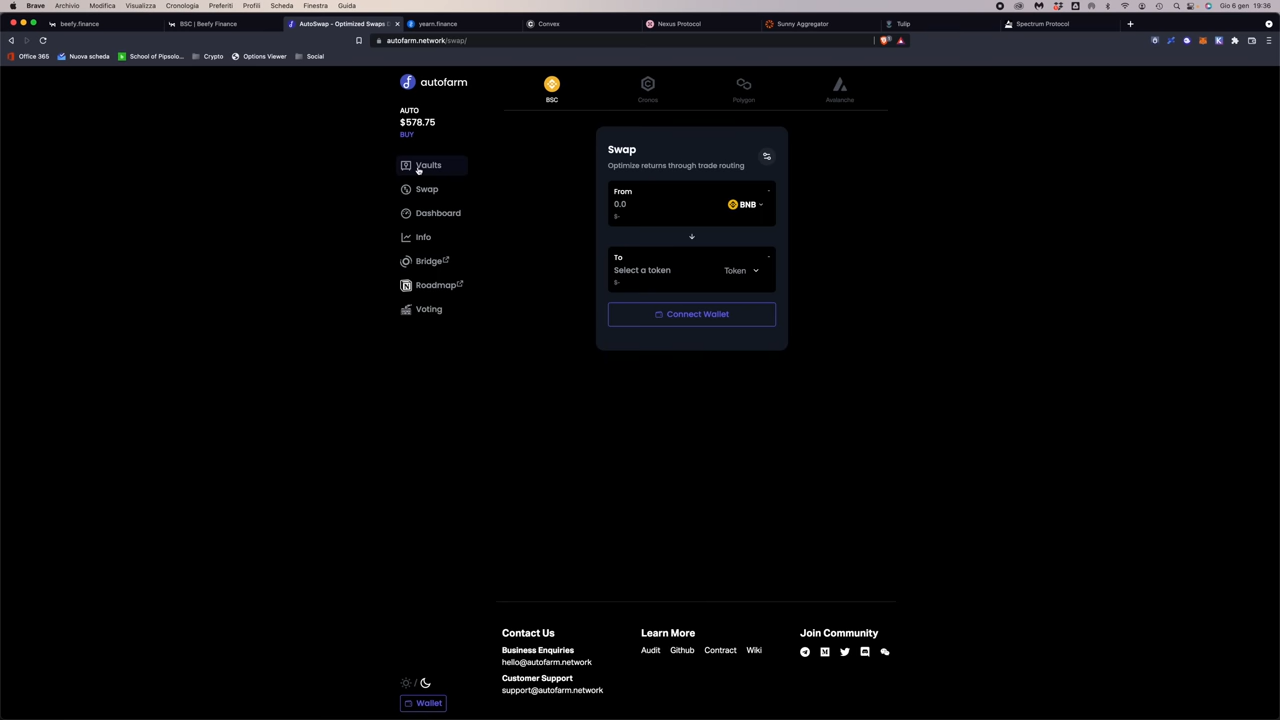 Brave Archivio Modifica Visualizza Cronologia Preferiti Profili Scheda Finestra Guida Gio 6 gen 19:36
beefy.finance BSC | Beefy Finance AutoSwap - Optimized Swaps yearn.finance Convex Nexus Protocol Sunny Aggregator Tulip Spectrum Protocol
autofarm.network/swap/
Office 365 Nuova scheda School of Pipsolo... Crypto Options Viewer Social
autofarm
AUTO
$578.75
BUY
Vaults
Swap
Dashboard
Info
Bridge
Roadmap
Voting
BSC Cronos Polygon Avalanche
Swap
Optimize returns through trade routing
From -
0.0 BNB
$-
To -
Select a token Token
$-
Connect Wallet
Contact Us
Business Enquiries
hello@autofarm.network
Customer Support
support@autofarm.network
Learn More
Audit Github Contract Wiki
Join Community
/
Wallet